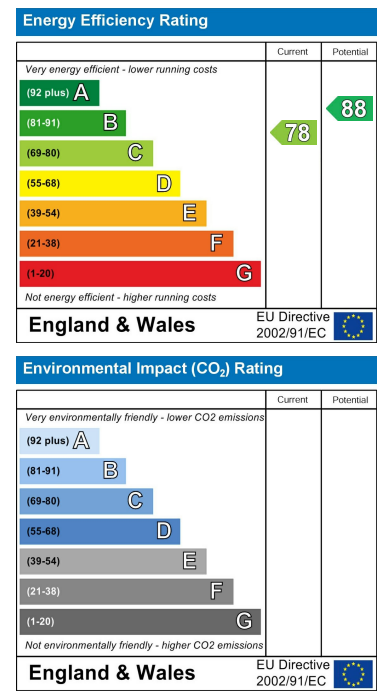 Energy Efficiency Rating
Current Potential
Very energy efficient - lower running costs
(92 plus) A
(81-91) B
88
(69-80) C
78
(55-68) D
(39-54) E
(21-38) F
(1-20) G
Not energy efficient - higher running costs
England & Wales
EU Directive
2002/91/EC
Environmental Impact (CO₂) Rating
Current Potential
Very environmentally friendly - lower CO2 emissions
(92 plus) A
(81-91) B
(69-80) C
(55-68) D
(39-54) E
(21-38) F
(1-20) G
Not environmentally friendly - higher CO2 emissions
England & Wales
EU Directive
2002/91/EC